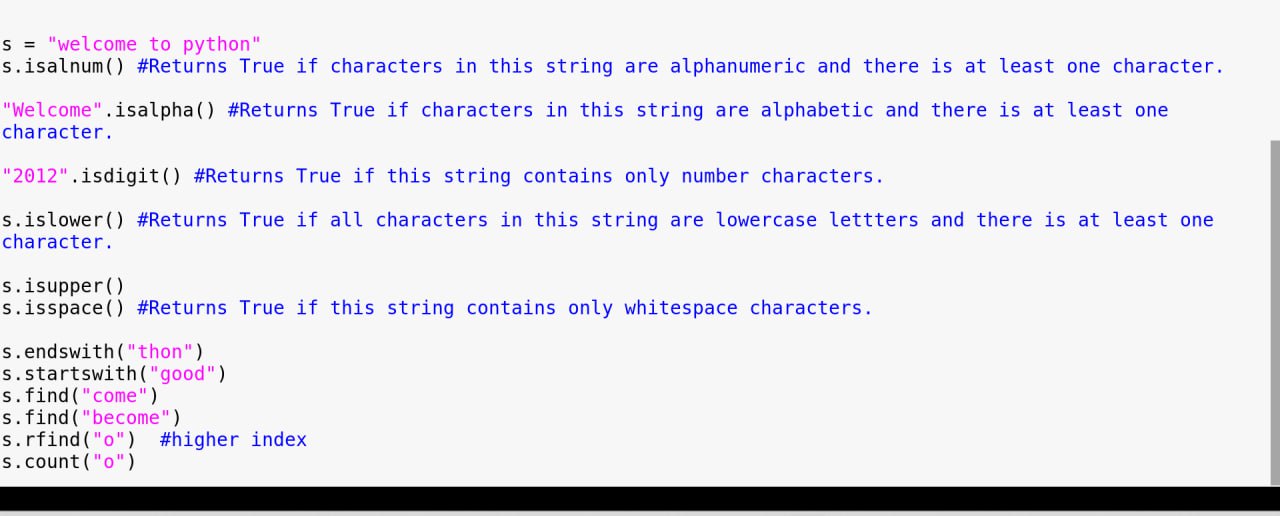 s = "welcome to python"
s.isalnum() #Returns True if characters in this string are alphanumeric and there is at least one character.
"Welcome".isalpha() #Returns True if characters in this string are alphabetic and there is at least one
character.
"2012".isdigit() #Returns True if this string contains only number characters.
s.islower() #Returns True if all characters in this string are lowercase lettters and there is at least one
character.
s.isupper()
s.isspace() #Returns True if this string contains only whitespace characters.
s.endswith("thon")
s.startswith("good")
s.find("come")
s.find("become")
s.rfind("o")  #higher index
s.count("o")